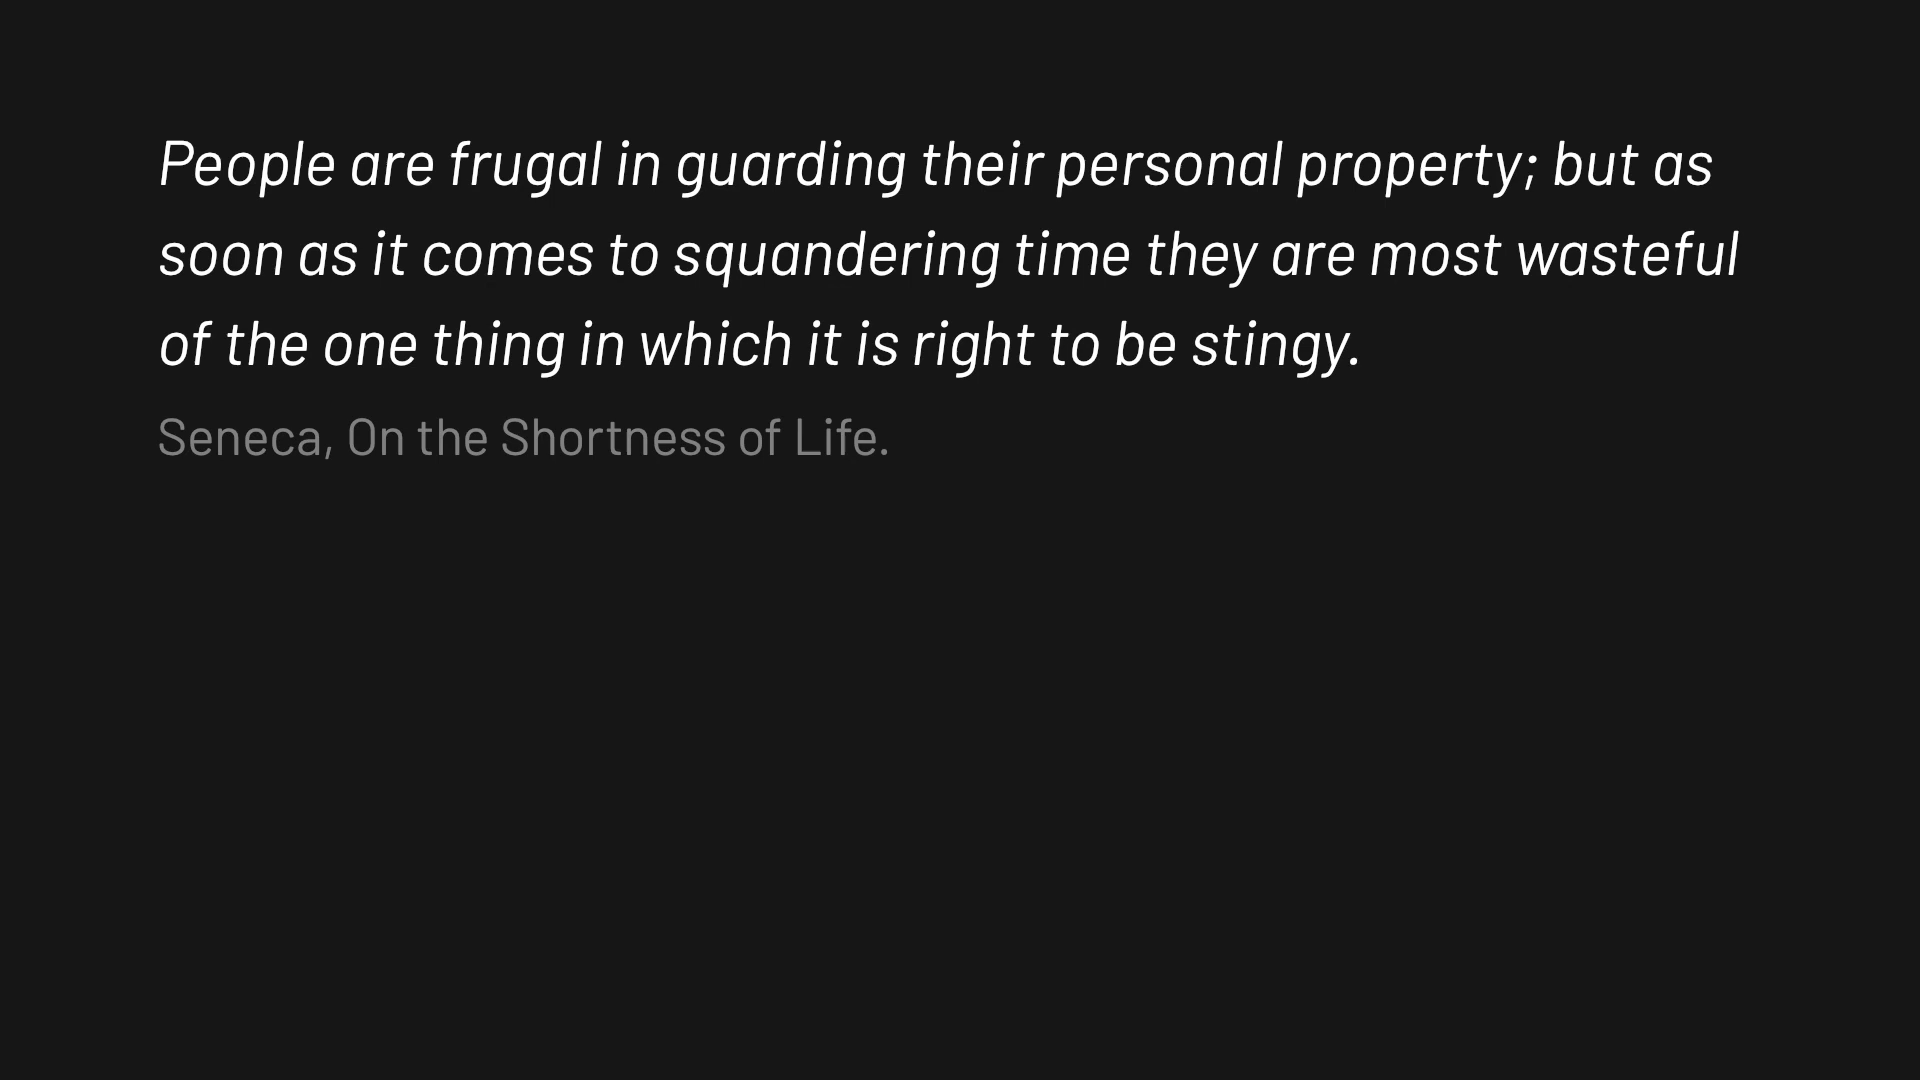 People are frugal in guarding their personal property; but as
soon as it comes to squandering time they are most wasteful
of the one thing in which it is right to be stingy.
Seneca, On the Shortness of Life.